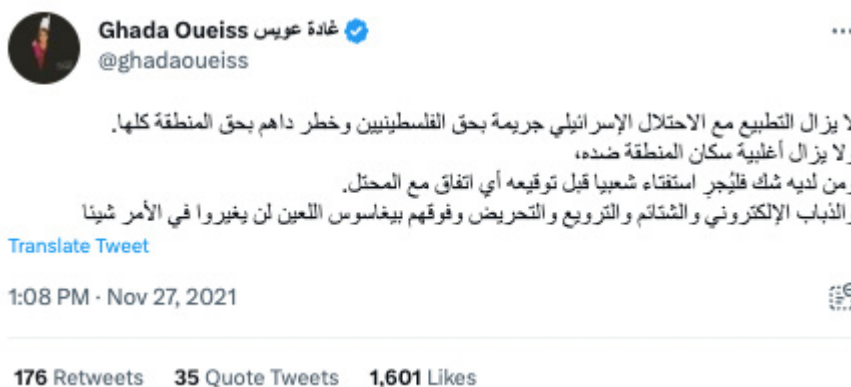 Ghada Oueiss غادة عويس
@ghadaoueiss
لا يزال التطبيع مع الاحتلال الإسرائيلي جريمة بحق الفلسطينيين وخطر داهم بحق المنطقة كلها.
ولا يزال أغلبية سكان المنطقة ضده،
ومن لديه شك فليُجرِ استفتاء شعبيا قبل توقيعه أي اتفاق مع المحتل.
والذباب الإلكتروني والشتائم والترويع والتحريض وفوقهم بيغاسوس اللعين لن يغيروا في الأمر شيئا
Translate Tweet
1:08 PM · Nov 27, 2021
176 Retweets 35 Quote Tweets 1,601 Likes